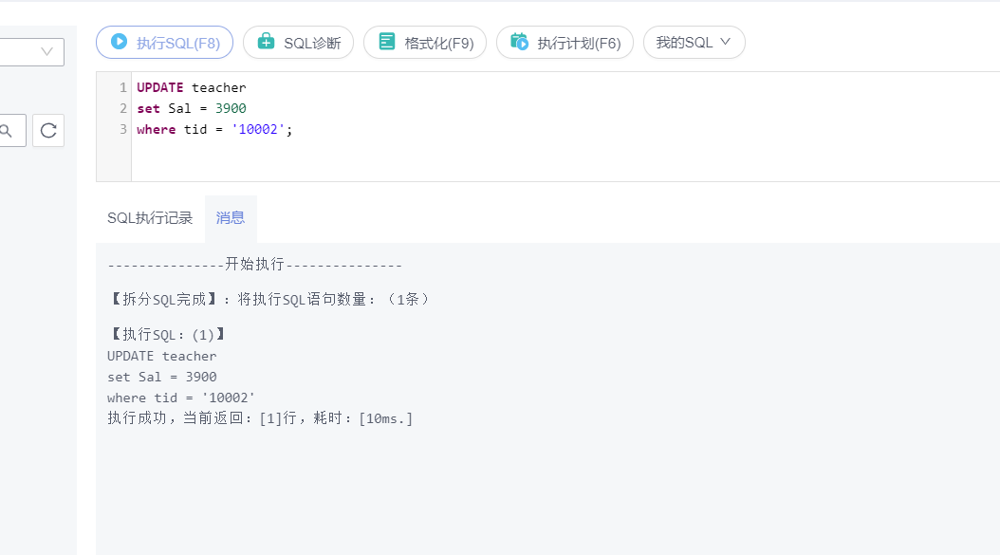 执行SQL(F8) SQL诊断 格式化(F9) 执行计划(F6) 我的SQL
1 UPDATE teacher
2 set Sal = 3900
3 where tid = '10002';
SQL执行记录 消息
---------------开始执行---------------
【拆分SQL完成】：将执行SQL语句数量：（1条）
【执行SQL：(1)】
UPDATE teacher
set Sal = 3900
where tid = '10002'
执行成功，当前返回：[1]行，耗时：[10ms.]